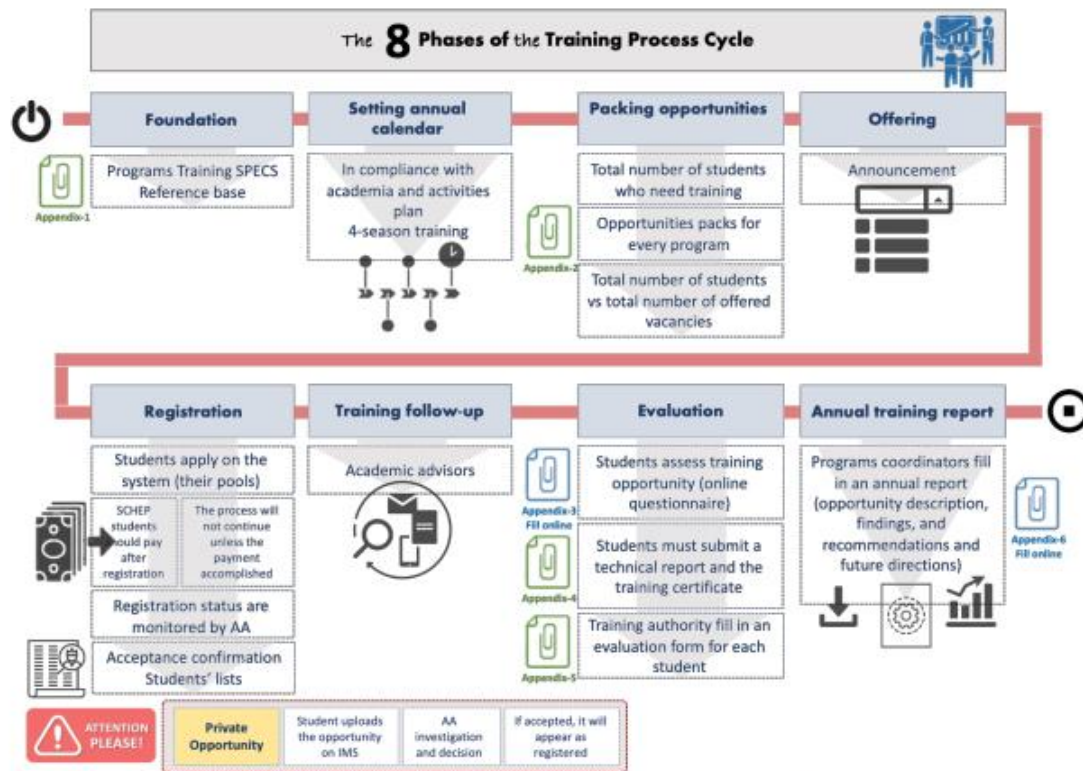 The 8 Phases of the Training Process Cycle
Foundation
Setting annual
calendar
Packing opportunities
Offering
Appendix-1
Programs Training SPECS
Reference base
In compliance with
academia and activities
plan
4-season training
Appendix-2
Total number of students
who need training
Opportunities packs for
every program
Total number of students
vs total number of offered
vacancies
Announcement
Registration
Training follow-up
Evaluation
Annual training report
Students apply on the
system (their pools)
SCHEP
students
should pay
after
registration
The process will
not continue
unless the
payment
accomplished
Registration status are
monitored by AA
Acceptance confirmation
Students' lists
Academic advisors
Appendix-3
Fill online
Students assess training
opportunity (online
questionnaire)
Appendix-4
Students must submit a
technical report and the
training certificate
Appendix-5
Training authority fill in an
evaluation form for each
student
Programs coordinators fill
in an annual report
(opportunity description,
findings, and
recommendations and
future directions)
Appendix-6
Fill online
ATTENTION
PLEASE!
Private
Opportunity
Student uploads
the opportunity
on IMS
AA
investigation
and decision
If accepted, it will
appear as
registered